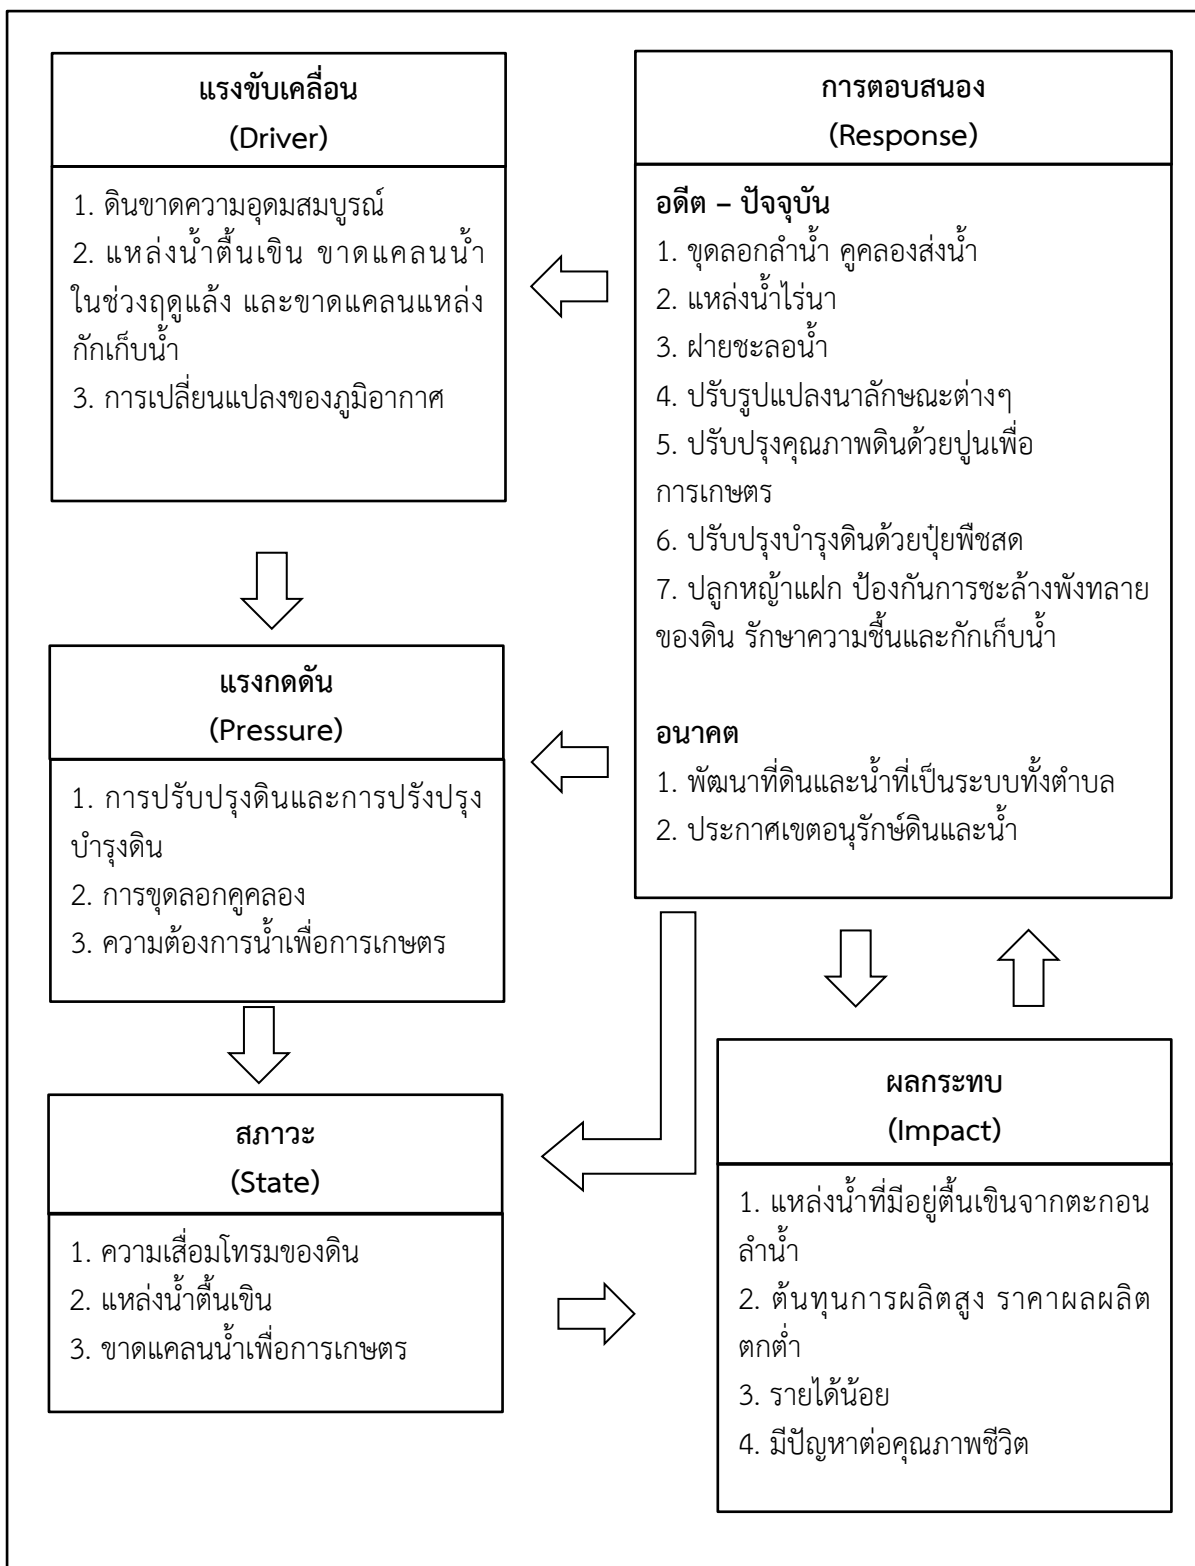 แรงขับเคลื่อน
(Driver)
1. ดินขาดความอุดมสมบูรณ์
2. แหล่งน้ำตื้นเขิน ขาดแคลนน้ำ
ในช่วงฤดูแล้ง และขาดแคลนแหล่ง
กักเก็บน้ำ
3. การเปลี่ยนแปลงของภูมิอากาศ
แรงกดดัน
(Pressure)
1. การปรับปรุงดินและการปรังปรุง
บำรุงดิน
2. การขุดลอกคูคลอง
3. ความต้องการน้ำเพื่อการเกษตร
สภาวะ
(State)
1. ความเสื่อมโทรมของดิน
2. แหล่งน้ำตื้นเขิน
3. ขาดแคลนน้ำเพื่อการเกษตร
การตอบสนอง
(Response)
อดีต – ปัจจุบัน
1. ขุดลอกลำน้ำ คูคลองส่งน้ำ
2. แหล่งน้ำไร่นา
3. ฝายชะลอน้ำ
4. ปรับรูปแปลงนาลักษณะต่างๆ
5. ปรับปรุงคุณภาพดินด้วยปูนเพื่อ
การเกษตร
6. ปรับปรุงบำรุงดินด้วยปุ๋ยพืชสด
7. ปลูกหญ้าแฝก ป้องกันการชะล้างพังทลาย
ของดิน รักษาความชื้นและกักเก็บน้ำ
อนาคต
1. พัฒนาที่ดินและน้ำที่เป็นระบบทั้งตำบล
2. ประกาศเขตอนุรักษ์ดินและน้ำ
ผลกระทบ
(Impact)
1. แหล่งน้ำที่มีอยู่ตื้นเขินจากตะกอน
ลำน้ำ
2. ต้นทุนการผลิตสูง ราคาผลผลิต
ตกต่ำ
3. รายได้น้อย
4. มีปัญหาต่อคุณภาพชีวิต